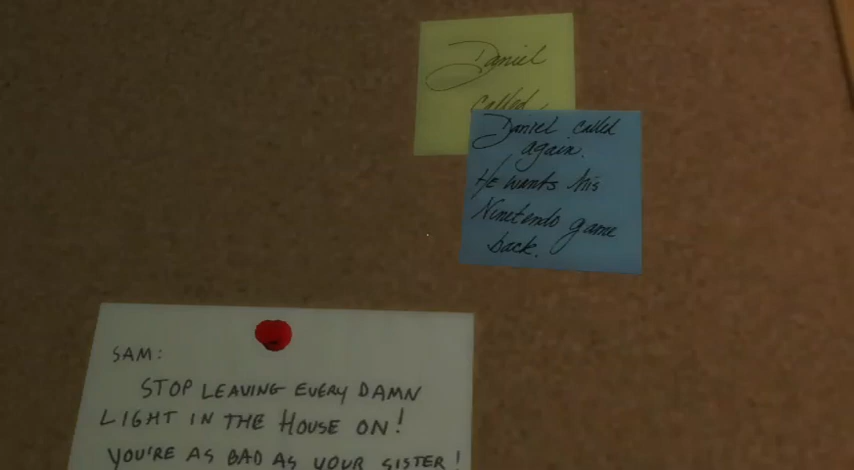 Daniel
called
Daniel called
again.
He wants his
Ninetendo game
back.
SAM:
STOP LEAVING EVERY DAMN
LIGHT IN THE HOUSE ON!
YOU'RE AS BAD AS YOUR SISTER!